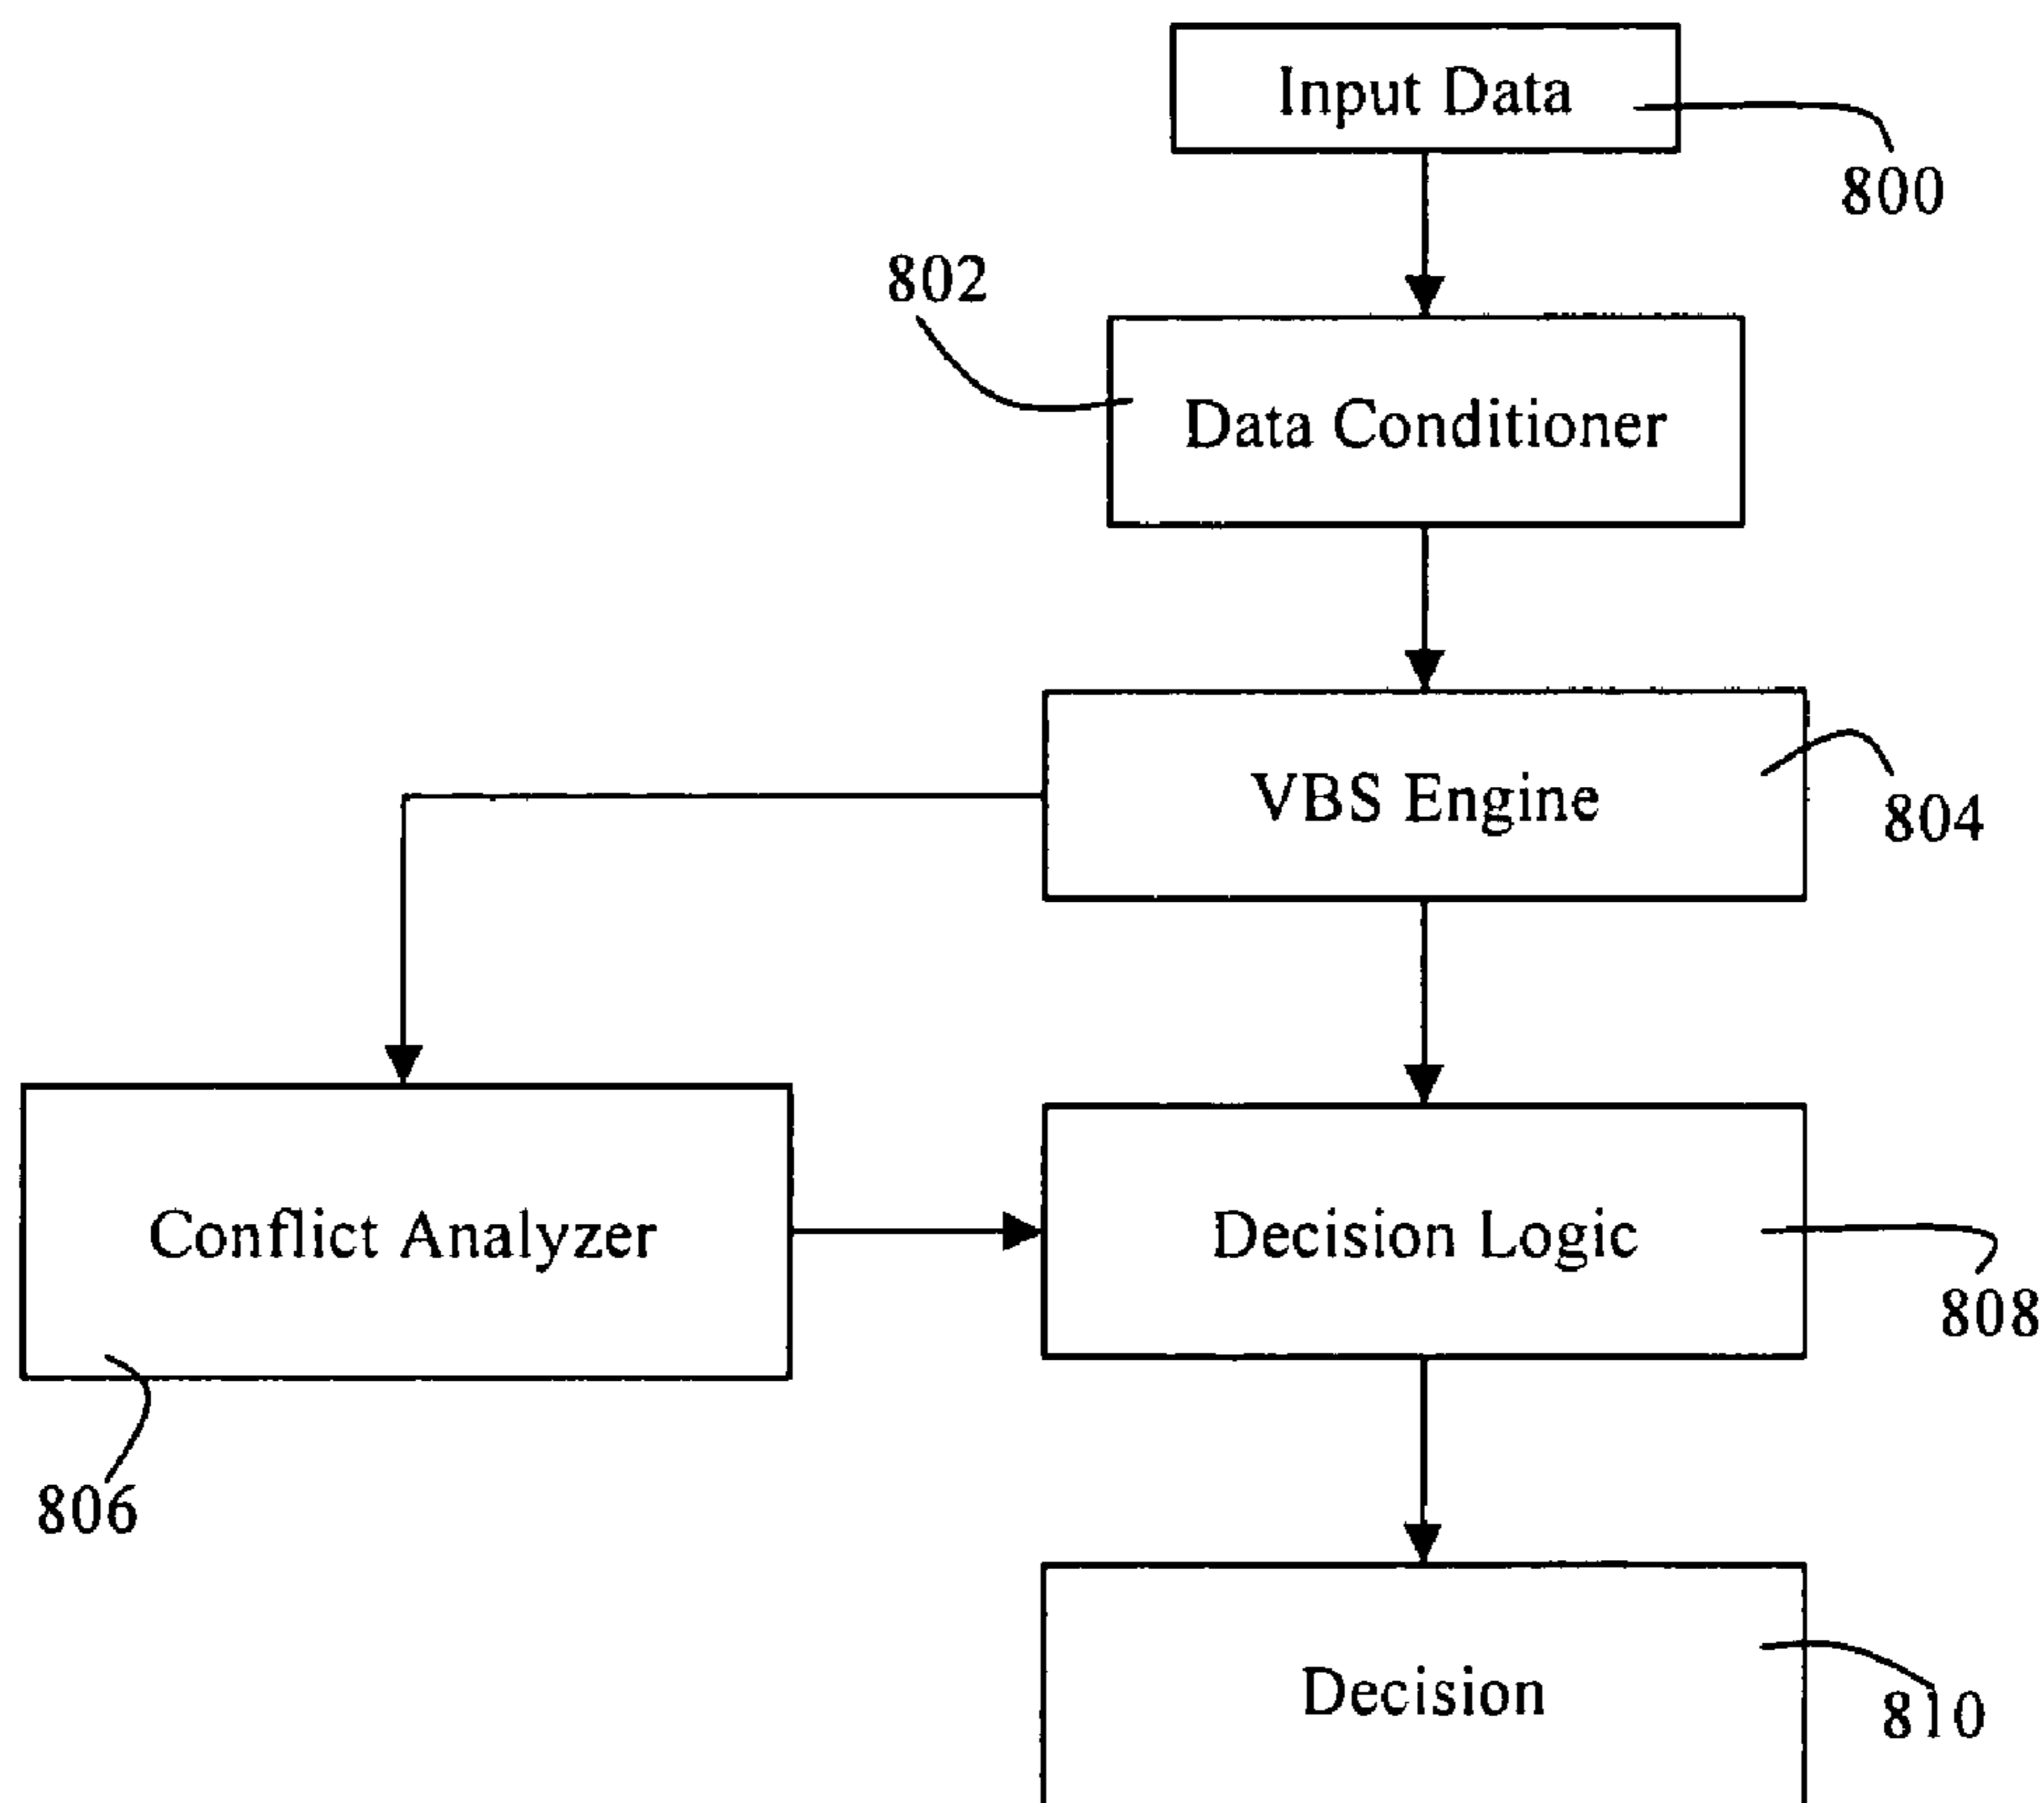 Input Data
800
802
Data Conditioner
VBS Engine
804
Conflict Analyzer
Decision Logic
808
806
Decision
810